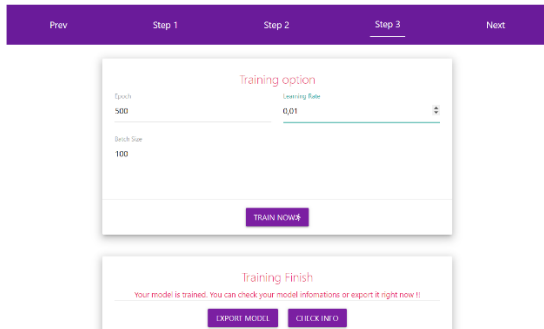 Prev Step 1 Step 2 Step 3 Next
Training option
Epoch Learning Rate
500 0,01
Batch Size
100
TRAIN NOW
Training Finish
Your model is trained. You can check your model infomations or export it right now !!
EXPORT MODEL CHECK INFO